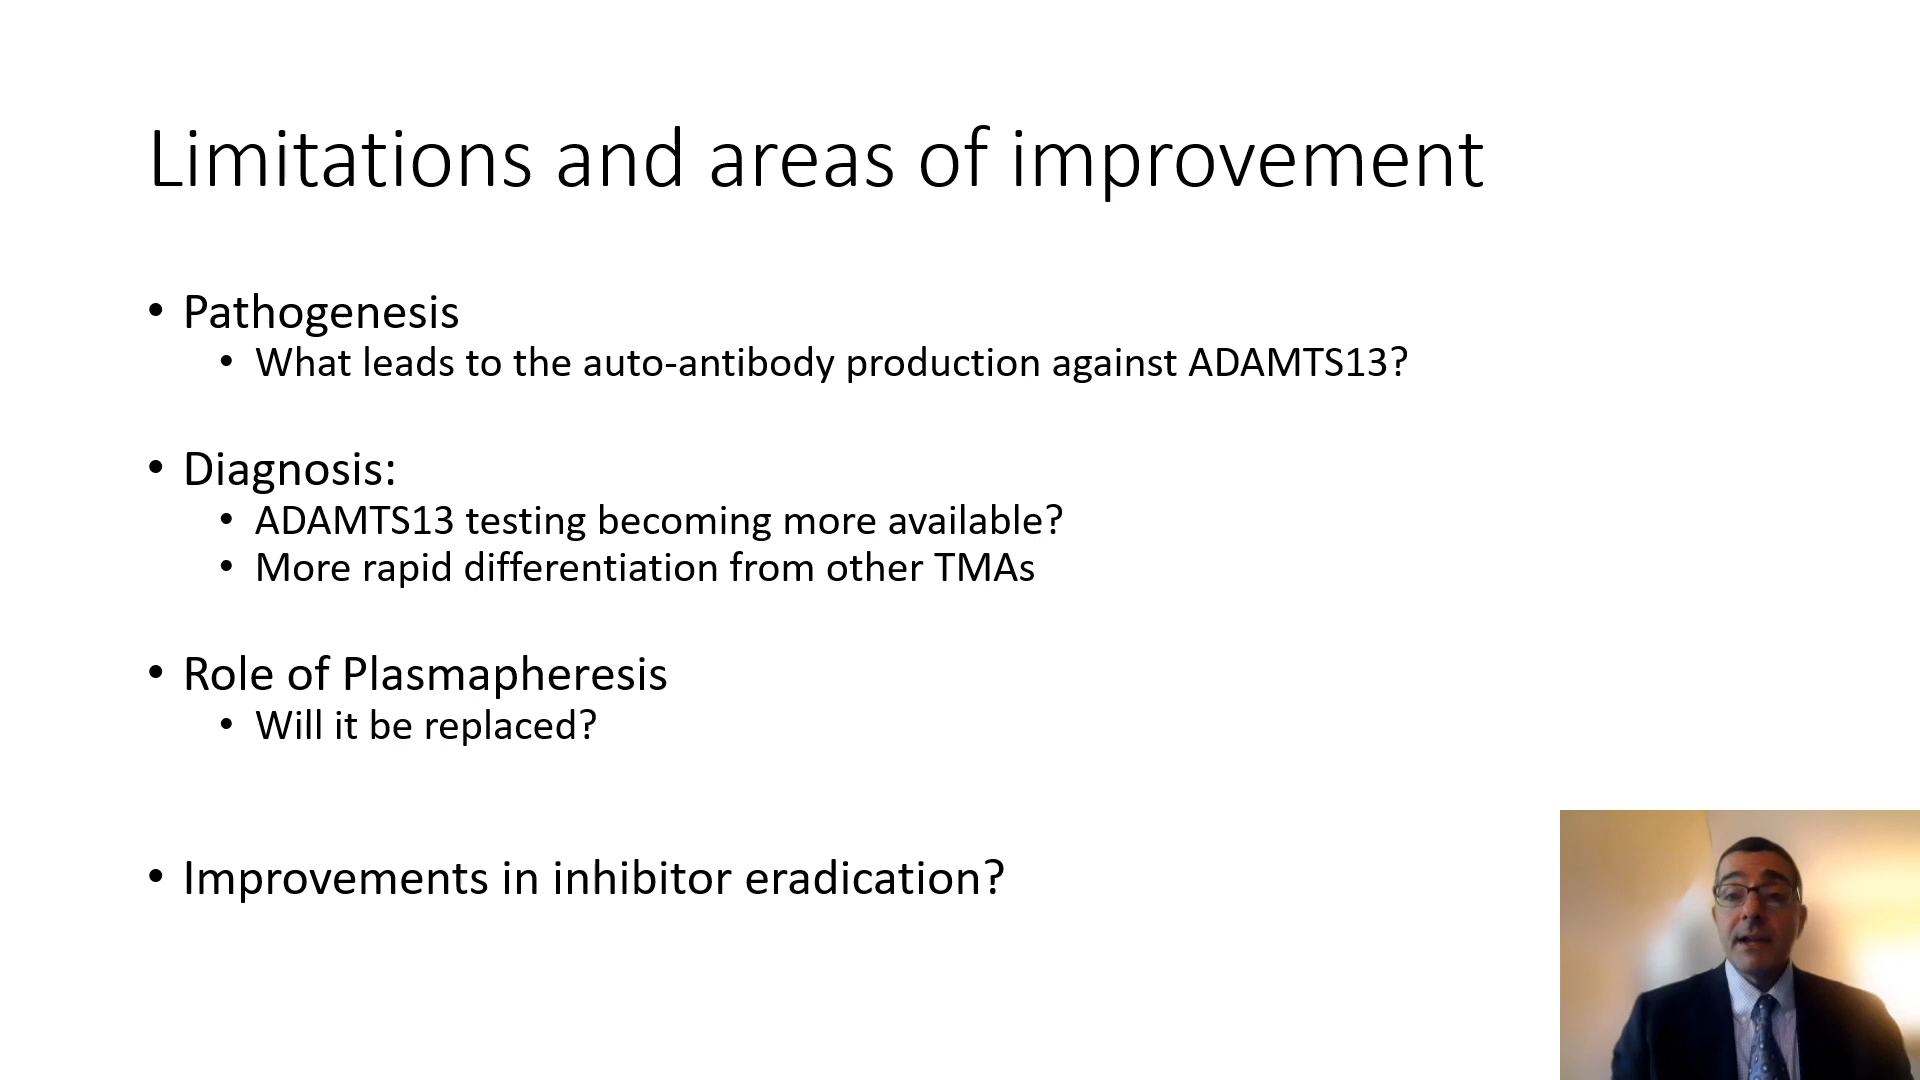 Limitations and areas of improvement
• Pathogenesis
• What leads to the auto-antibody production against ADAMTS13?
• Diagnosis:
• ADAMTS13 testing becoming more available?
• More rapid differentiation from other TMAs
• Role of Plasmapheresis
• Will it be replaced?
• Improvements in inhibitor eradication?